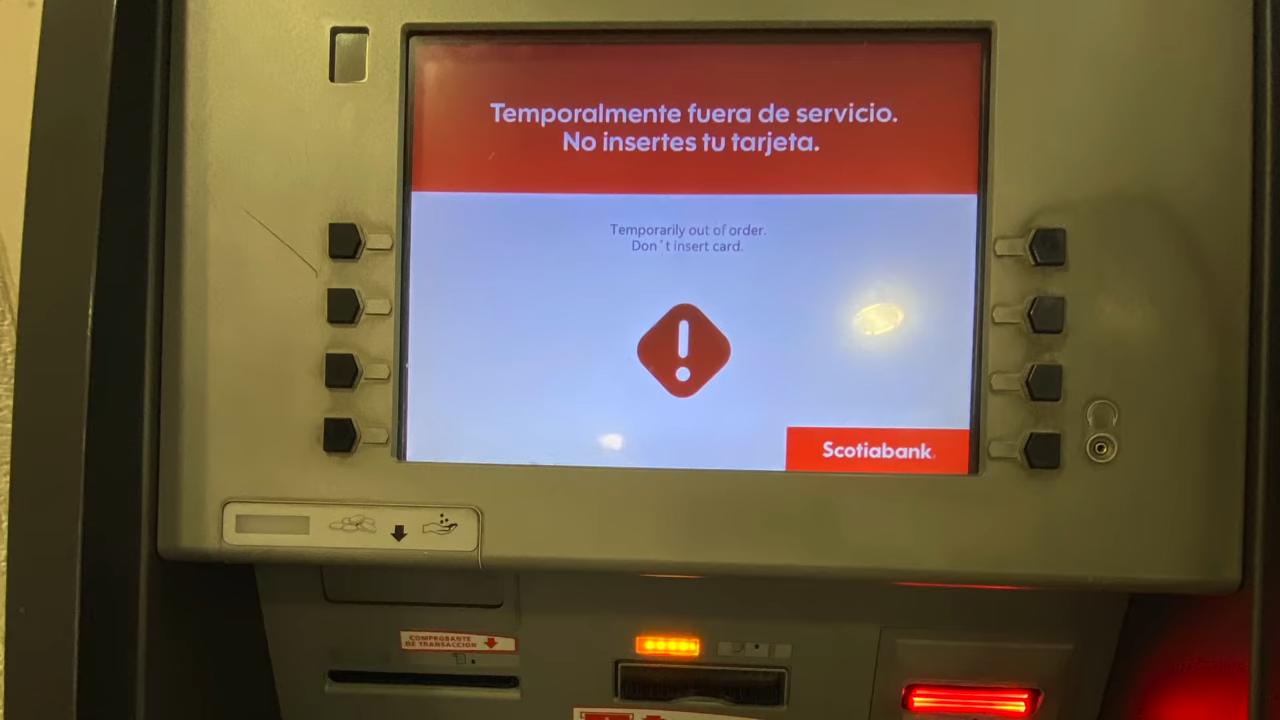 Temporalmente fuera de servicio.
No insertes tu tarjeta.
Temporarily out of order.
Don´t insert card.
Scotiabank.
COMPROBANTE
DE TRANSACCION